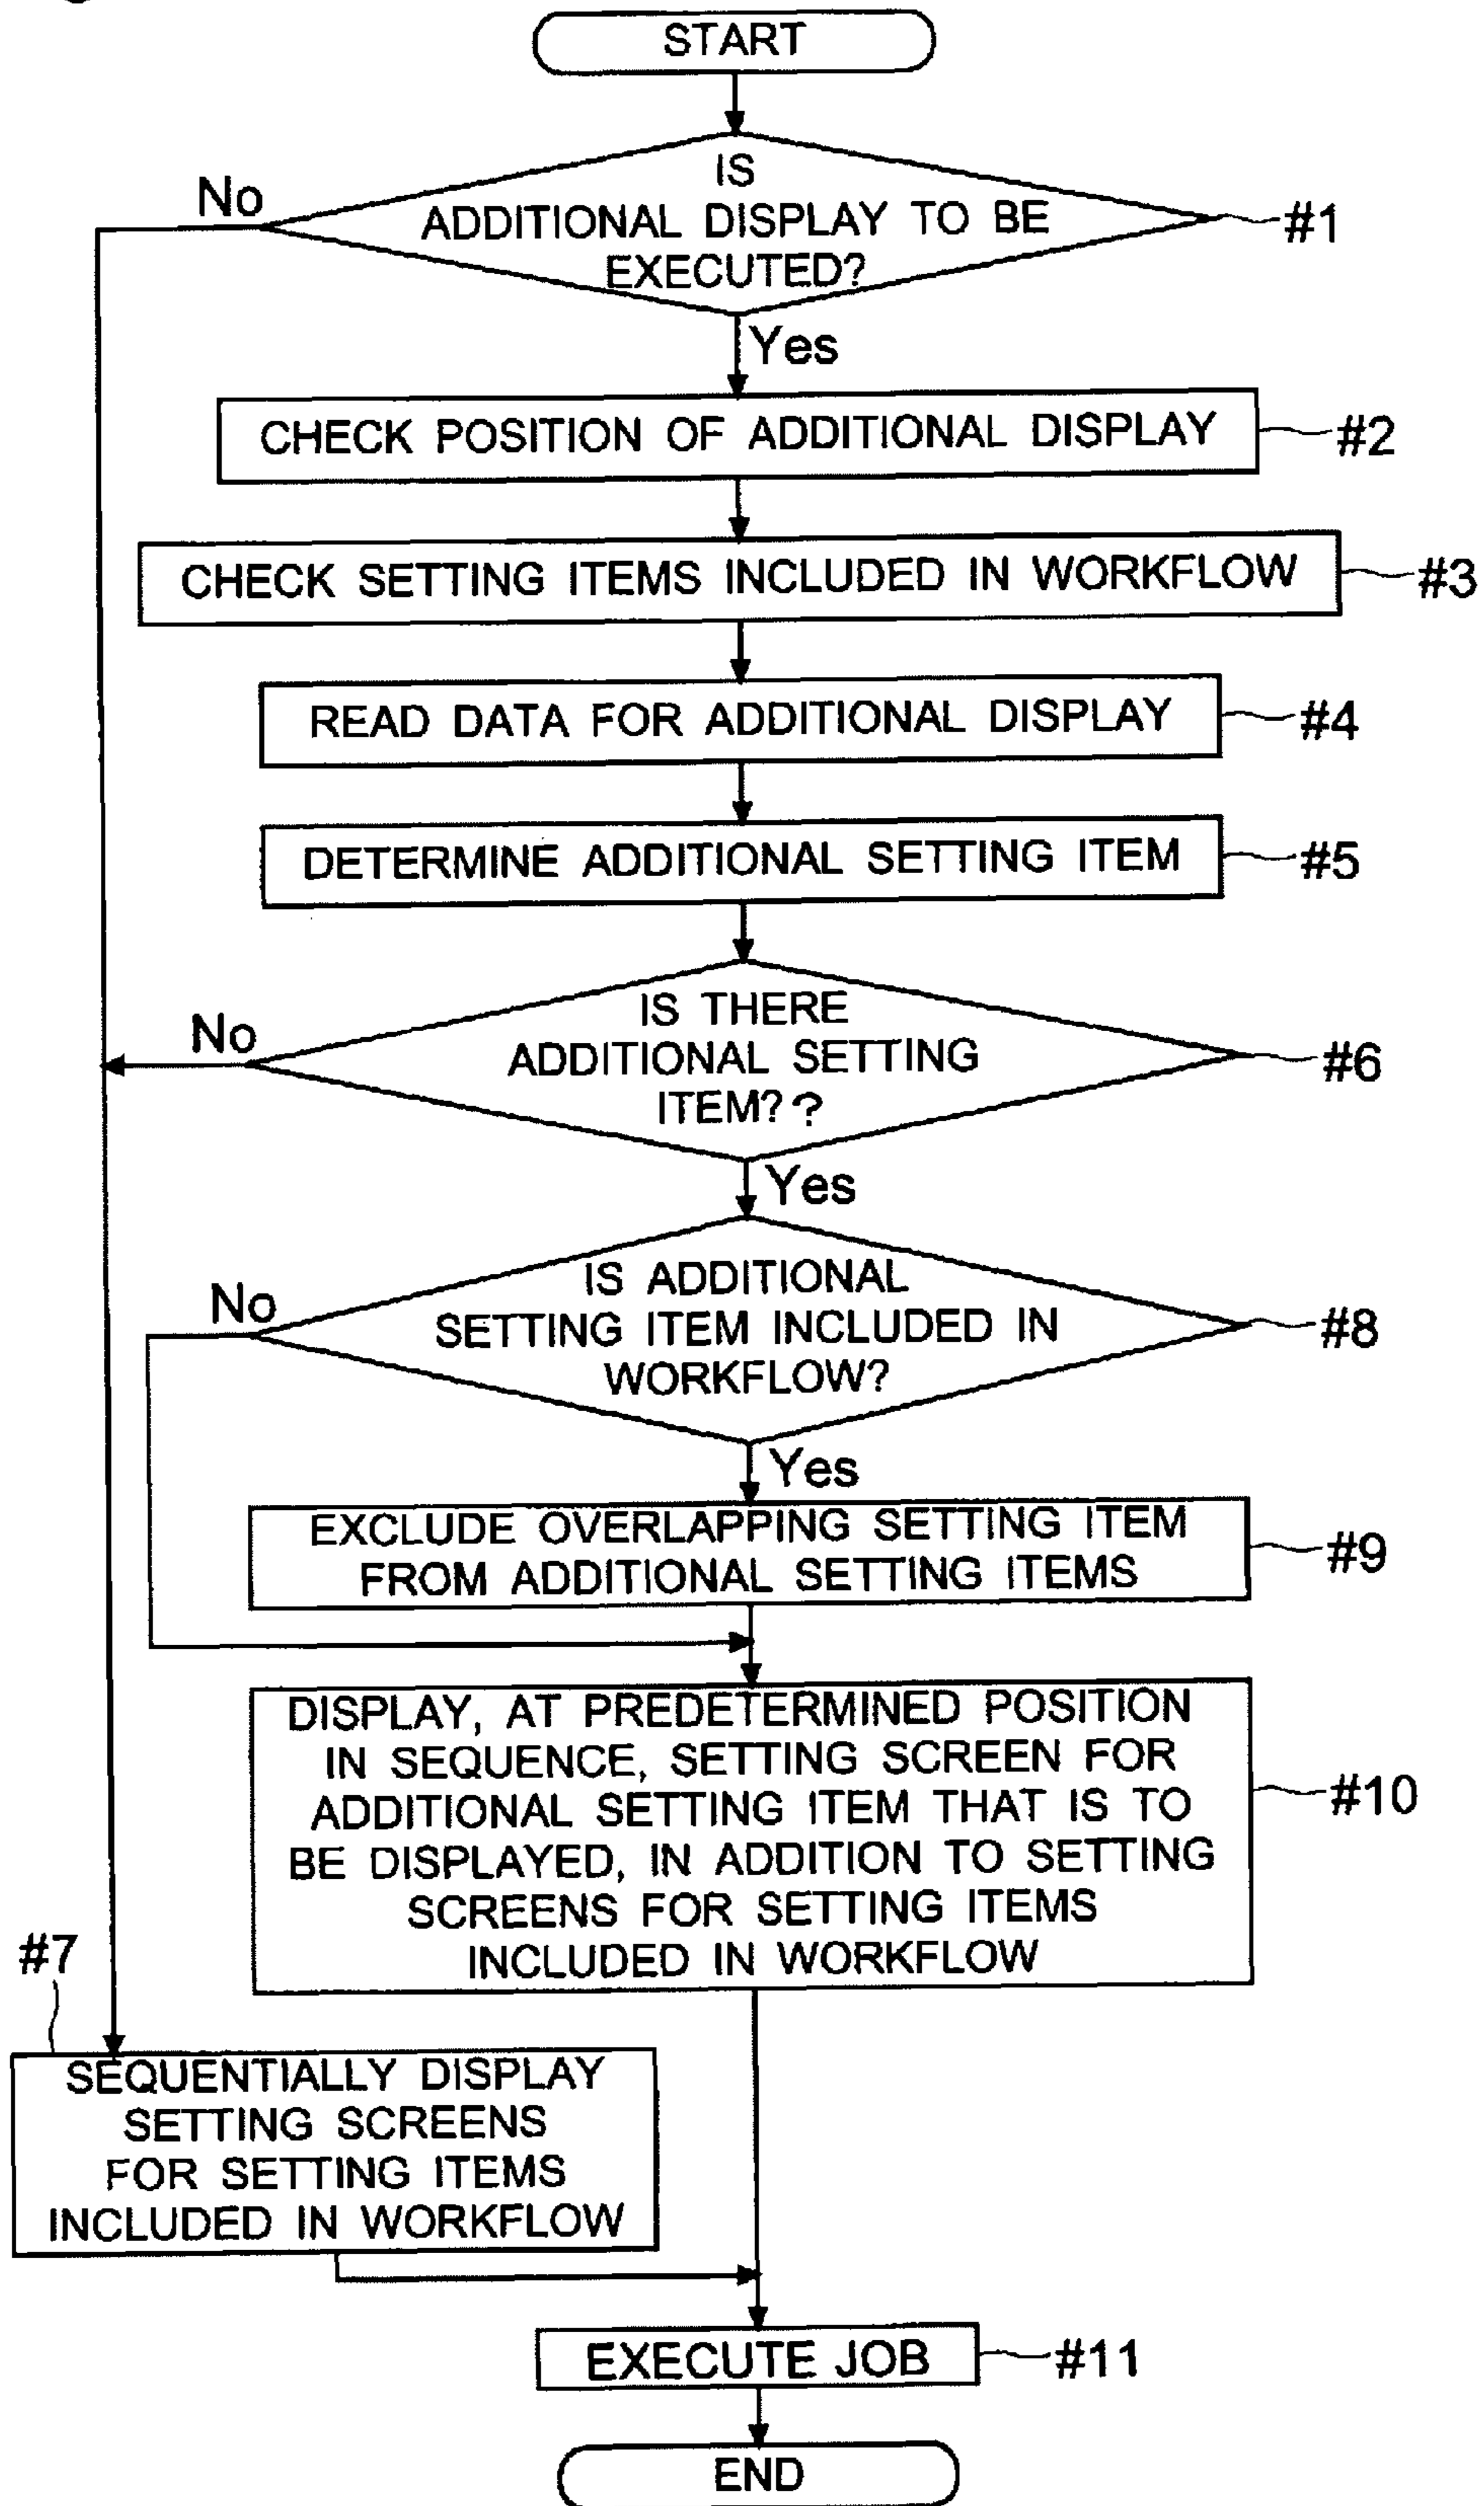 START
IS
ADDITIONAL DISPLAY TO BE
EXECUTED?
No
#1
Yes
CHECK POSITION OF ADDITIONAL DISPLAY
#2
CHECK SETTING ITEMS INCLUDED IN WORKFLOW
#3
READ DATA FOR ADDITIONAL DISPLAY
#4
DETERMINE ADDITIONAL SETTING ITEM
#5
IS THERE
ADDITIONAL SETTING
ITEM??
No
#6
Yes
IS ADDITIONAL
SETTING ITEM INCLUDED IN
WORKFLOW?
No
#8
Yes
EXCLUDE OVERLAPPING SETTING ITEM
FROM ADDITIONAL SETTING ITEMS
#9
DISPLAY, AT PREDETERMINED POSITION
IN SEQUENCE, SETTING SCREEN FOR
ADDITIONAL SETTING ITEM THAT IS TO
BE DISPLAYED, IN ADDITION TO SETTING
SCREENS FOR SETTING ITEMS
INCLUDED IN WORKFLOW
#10
#7
SEQUENTIALLY DISPLAY
SETTING SCREENS
FOR SETTING ITEMS
INCLUDED IN WORKFLOW
EXECUTE JOB
#11
END